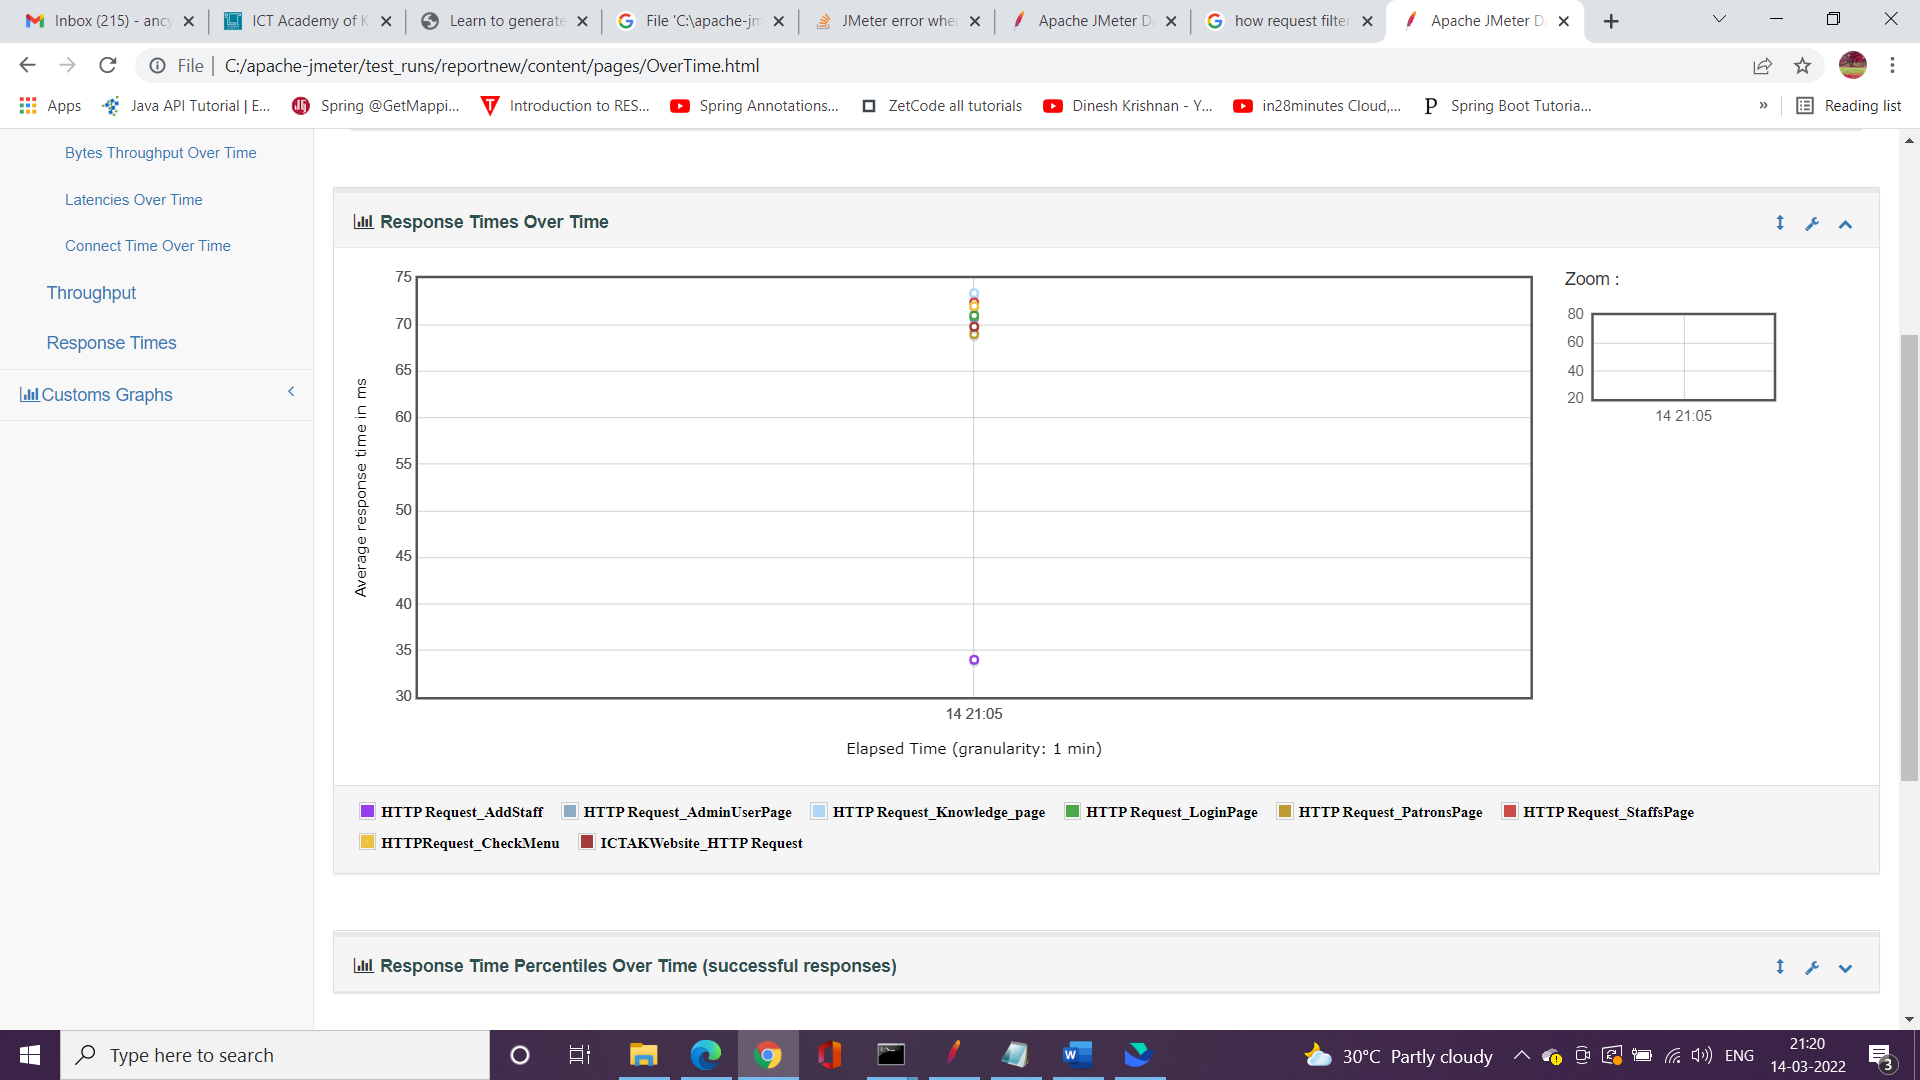 Inbox (215) - ancy
ICT Academy of K
Learn to generate
File 'C:\apache-jm
JMeter error whe
Apache JMeter D
how request filter
Apache JMeter D
File
C:/apache-jmeter/test_runs/reportnew/content/pages/OverTime.html
Apps
Java API Tutorial | E...
Spring @GetMappi...
Introduction to RES...
Spring Annotations...
ZetCode all tutorials
Dinesh Krishnan - Y...
in28minutes Cloud,...
Spring Boot Tutoria...
»
Reading list
Bytes Throughput Over Time
Latencies Over Time
Connect Time Over Time
Throughput
Response Times
Customs Graphs
Response Times Over Time
75
70
65
60
55
50
45
40
35
30
Average response time in ms
14 21:05
Elapsed Time (granularity: 1 min)
Zoom :
80
60
40
20
14 21:05
HTTP Request_AddStaff
HTTP Request_AdminUserPage
HTTP Request_Knowledge_page
HTTP Request_LoginPage
HTTP Request_PatronsPage
HTTP Request_StaffsPage
HTTPRequest_CheckMenu
ICTAKWebsite_HTTP Request
Response Time Percentiles Over Time (successful responses)
Type here to search
30°C Partly cloudy
ENG
21:20
14-03-2022
3